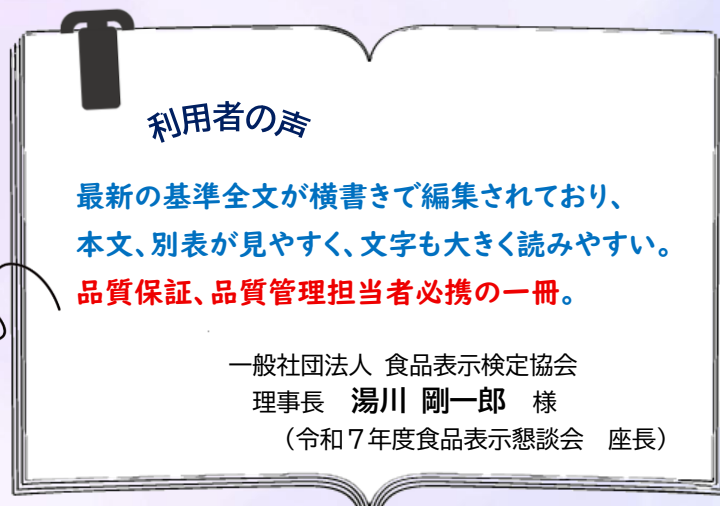 利用者の声
最新の基準全文が横書きで編集されており、
本文、別表が見やすく、文字も大きく読みやすい。
品質保証、品質管理担当者必携の一冊。
一般社団法人 食品表示検定協会
理事長 湯川 剛一郎 様
（令和７年度食品表示懇談会 座長）